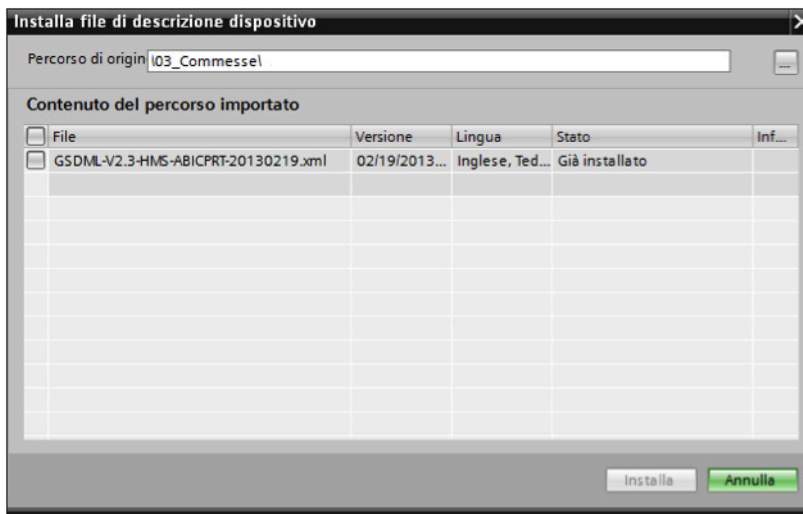 Installa file di descrizione dispositivo
Percorso di origin \03_Commesse\
...
Contenuto del percorso importato
File Versione Lingua Stato Inf...
GSDML-V2.3-HMS-ABICPRT-20130219.xml 02/19/2013... Inglese, Ted... Già installato
Installa Annulla